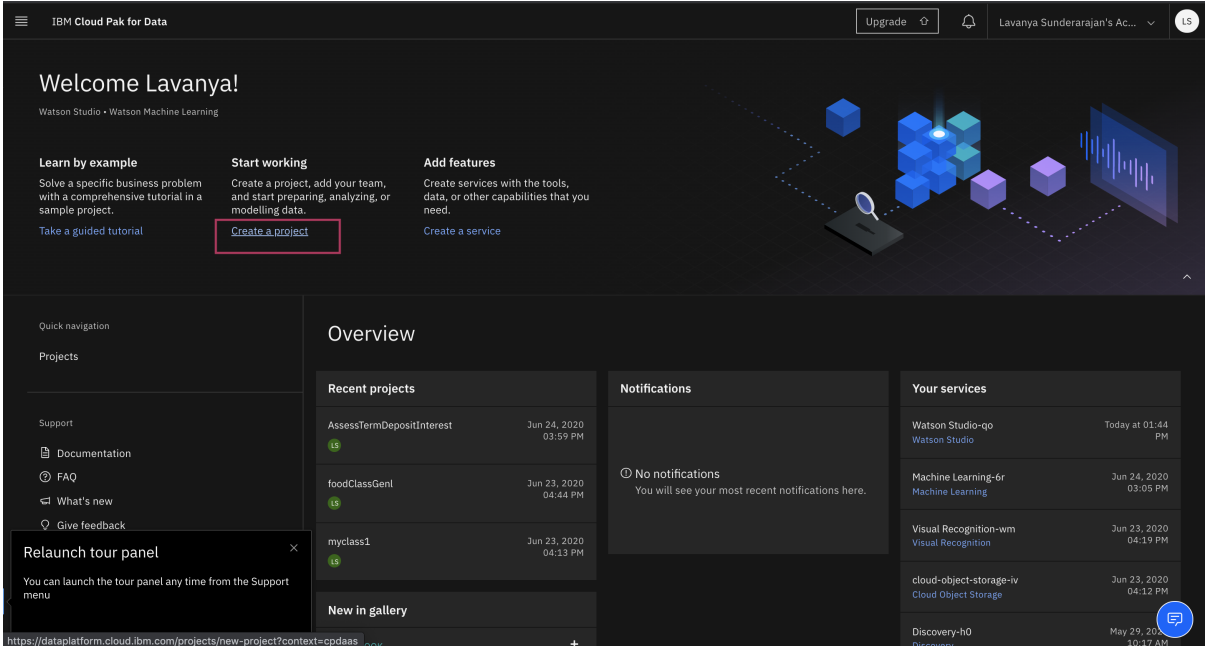 IBM Cloud Pak for Data
Upgrade
Lavanya Sunderarajan's Ac...
LS
Welcome Lavanya!
Watson Studio • Watson Machine Learning
Learn by example
Solve a specific business problem
with a comprehensive tutorial in a
sample project.
Take a guided tutorial
Start working
Create a project, add your team,
and start preparing, analyzing, or
modelling data.
Create a project
Add features
Create services with the tools,
data, or other capabilities that you
need.
Create a service
Quick navigation
Projects
Support
Documentation
FAQ
What's new
Give feedback
Relaunch tour panel
You can launch the tour panel any time from the Support
menu
https://dataplatform.cloud.ibm.com/projects/new-project?context=cpdaas
Overview
Recent projects
AssessTermDepositInterest
Jun 24, 2020
03:59 PM
LS
foodClassGenl
Jun 23, 2020
04:44 PM
LS
myclass1
Jun 23, 2020
04:13 PM
LS
New in gallery
Notifications
No notifications
You will see your most recent notifications here.
Your services
Watson Studio-qo
Today at 01:44
PM
Watson Studio
Machine Learning-6r
Jun 24, 2020
03:05 PM
Machine Learning
Visual Recognition-wm
Jun 23, 2020
04:19 PM
Visual Recognition
cloud-object-storage-iv
Jun 23, 2020
04:12 PM
Cloud Object Storage
Discovery-h0
May 29, 20
10:17 AM
Discovery